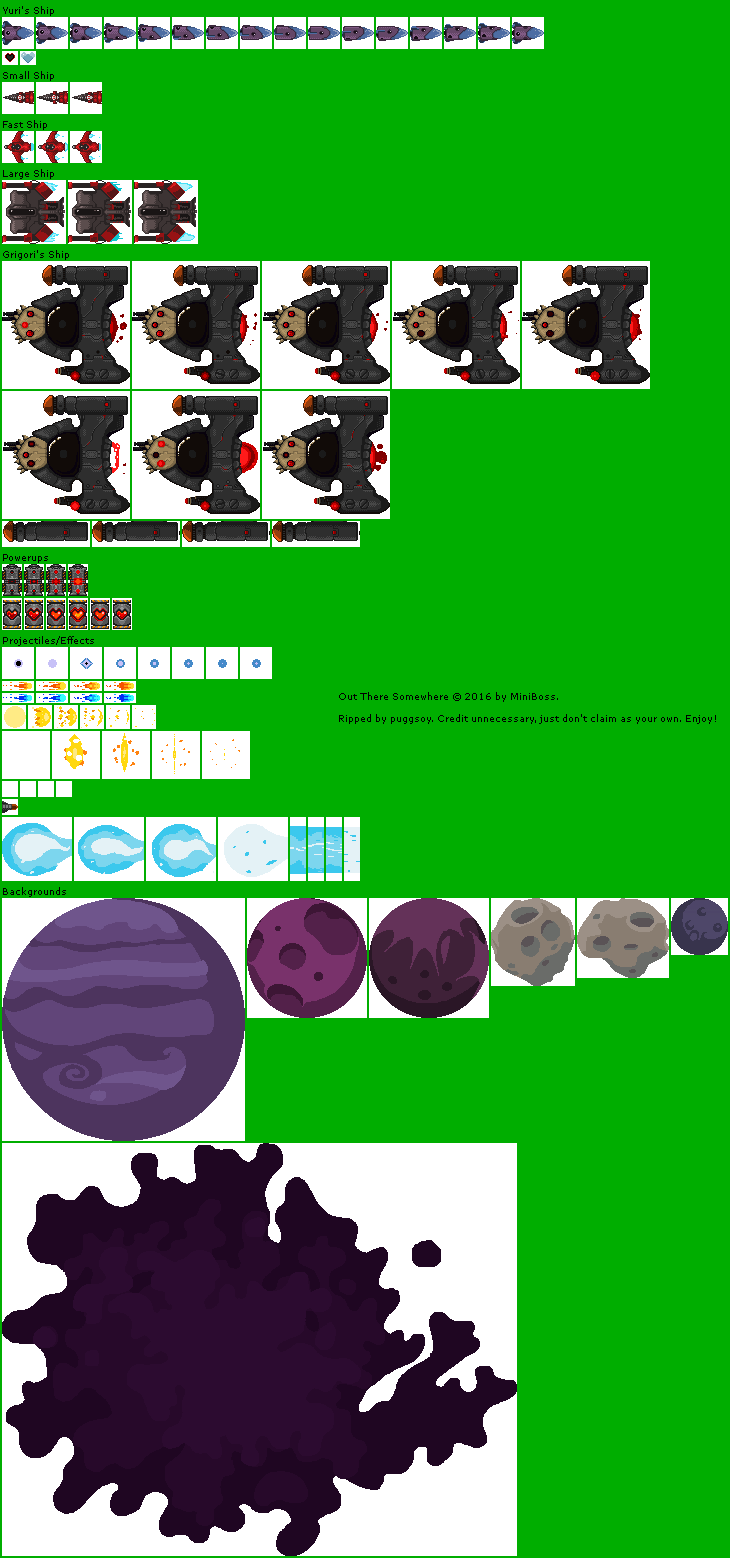 Yuri's Ship
Small Ship
Fast Ship
Large Ship
Grigori's Ship
Powerups
Projectiles/Effects
Out There Somewhere © 2016 by MiniBoss.
Ripped by puggsoy. Credit unnecessary, just don't claim as your own. Enjoy!
Backgrounds